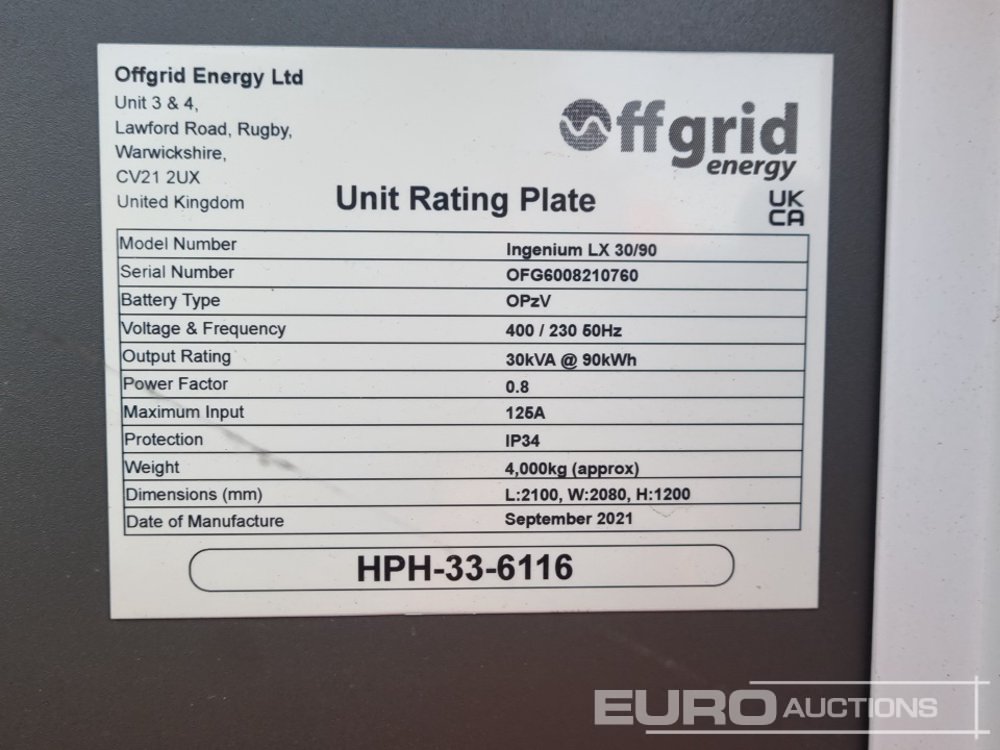 Offgrid Energy Ltd
Unit 3 & 4,
Lawford Road, Rugby,
Warwickshire,
CV21 2UX
United Kingdom
Offgrid
energy
Unit Rating Plate
UK
CA
Model Number Ingenium LX 30/90
Serial Number OFG6008210760
Battery Type OPzV
Voltage & Frequency 400 / 230 50Hz
Output Rating 30kVA @ 90kWh
Power Factor 0.8
Maximum Input 125A
Protection IP34
Weight 4,000kg (approx)
Dimensions (mm) L:2100, W:2080, H:1200
Date of Manufacture September 2021
HPH-33-6116
EURO AUCTIONS